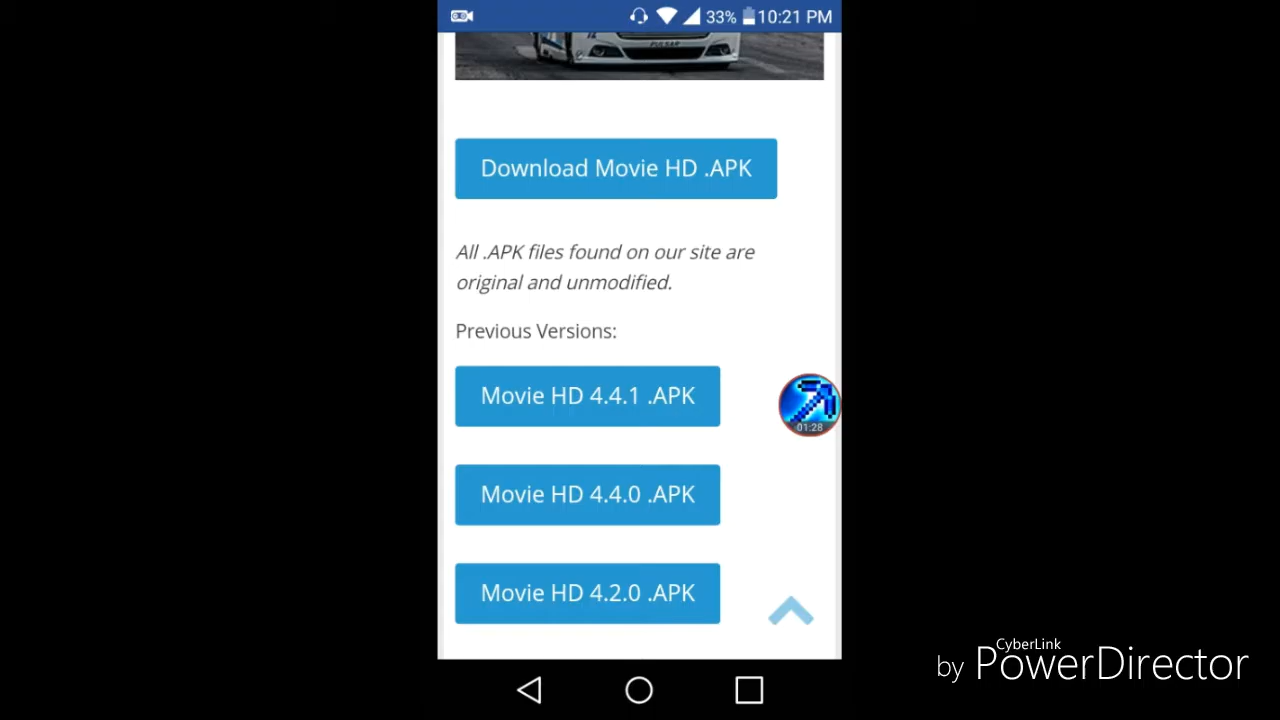 33% 10:21 PM
PULSAR
Download Movie HD .APK
All .APK files found on our site are
original and unmodified.
Previous Versions:
Movie HD 4.4.1 .APK
01:28
Movie HD 4.4.0 .APK
Movie HD 4.2.0 .APK
CyberLink
by PowerDirector